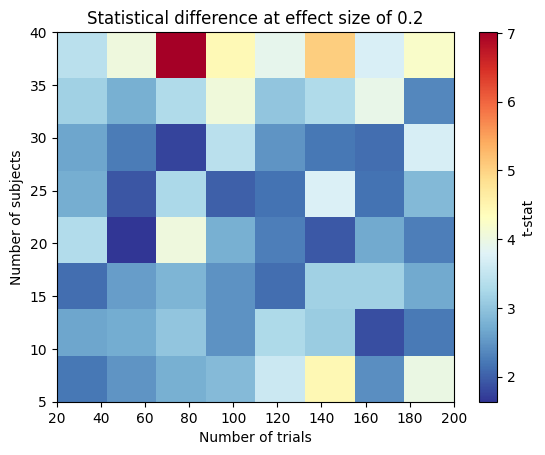 Statistical difference at effect size of 0.2
40
35
30
25
20
15
10
5
Number of subjects
20 40 60 80 100 120 140 160 180 200
Number of trials
7
6
5
4
3
2
t-stat